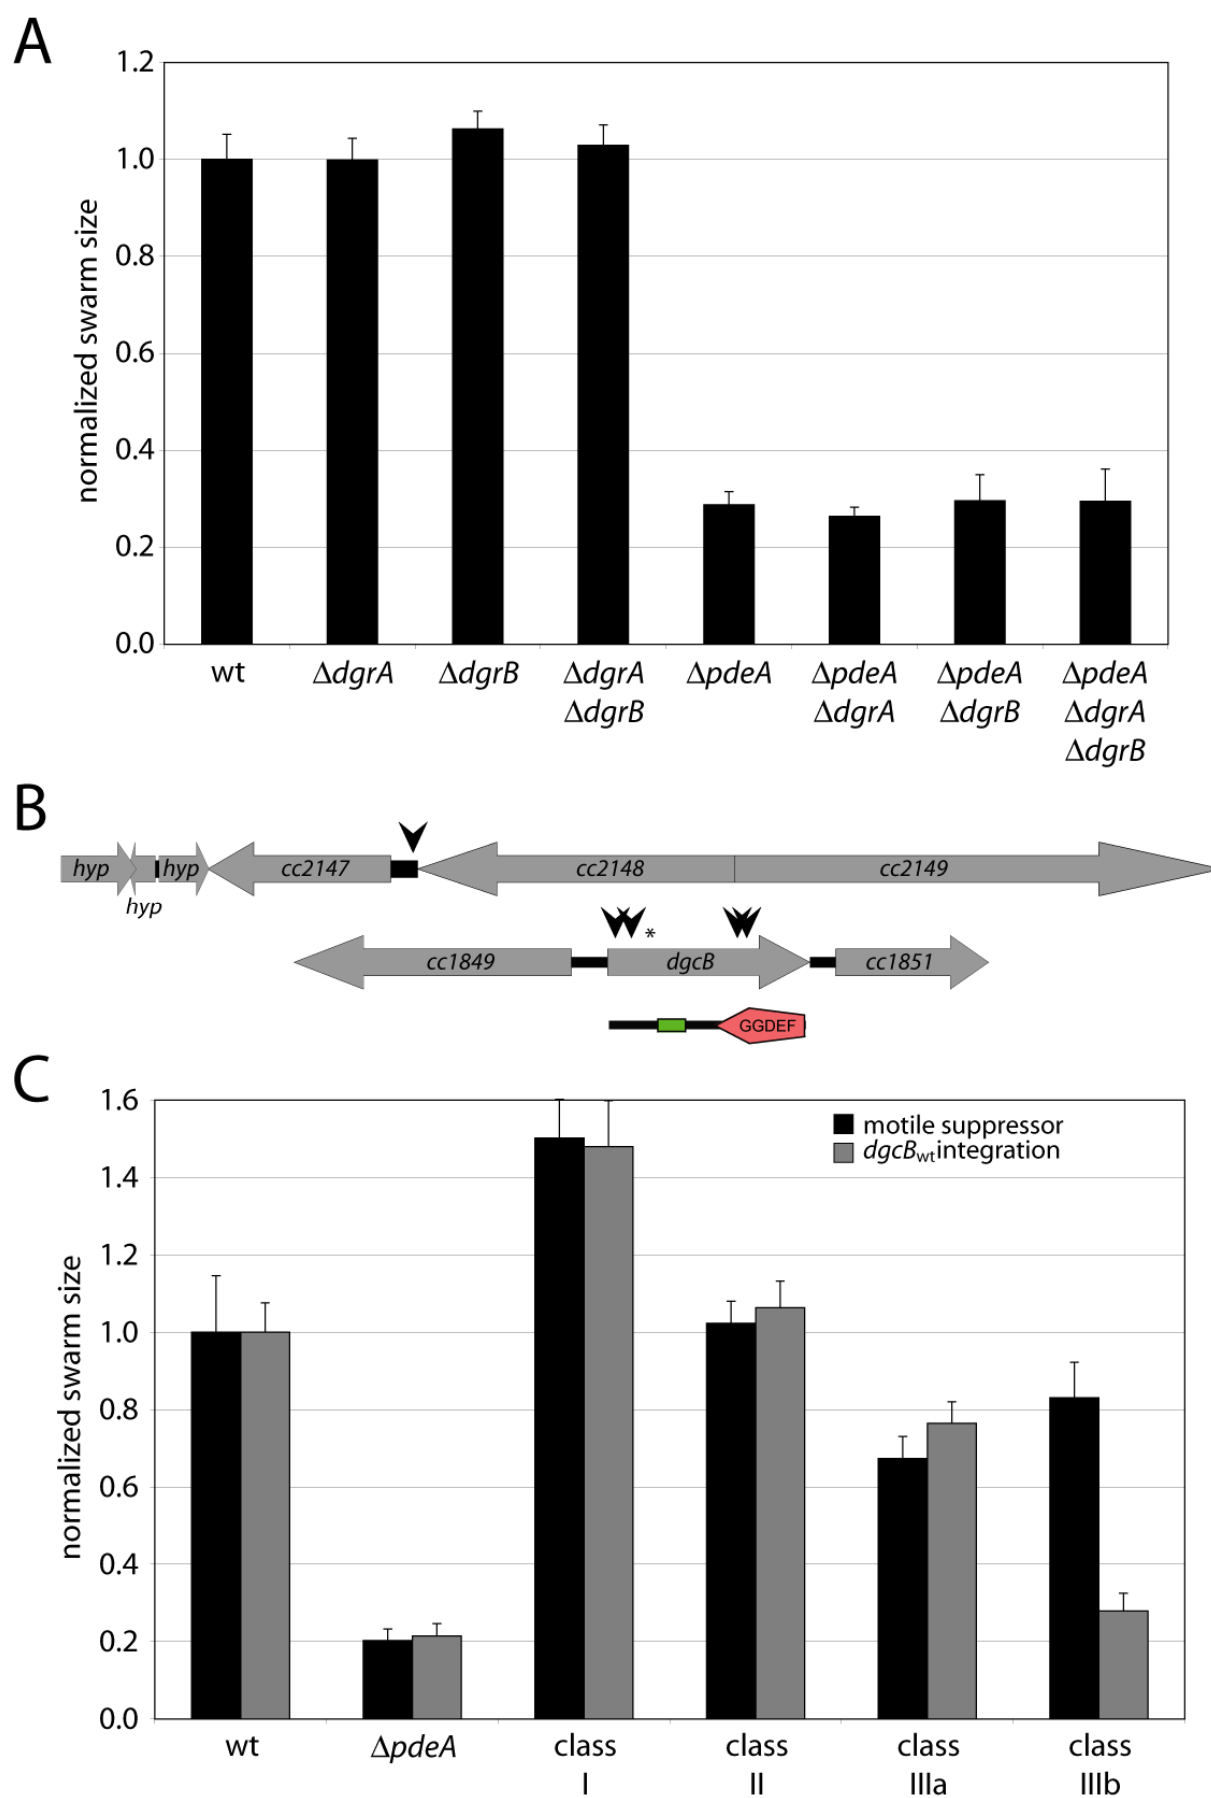 A
1.2
1.0
0.8
0.6
0.4
0.2
0.0
normalized swarm size
wt
ΔdgrA
ΔdgrB
ΔdgrA
ΔdgrB
ΔpdeA
ΔpdeA
ΔdgrA
ΔpdeA
ΔdgrB
ΔpdeA
ΔdgrA
ΔdgrB
B
hyp
hyp
hyp
cc2147
cc2148
cc2149
*
cc1849
dgcB
cc1851
GGDEF
C
1.6
1.4
1.2
1.0
0.8
0.6
0.4
0.2
0.0
normalized swarm size
motile suppressor
dgcBwtintegration
wt
ΔpdeA
class
I
class
II
class
IIIa
class
IIIb